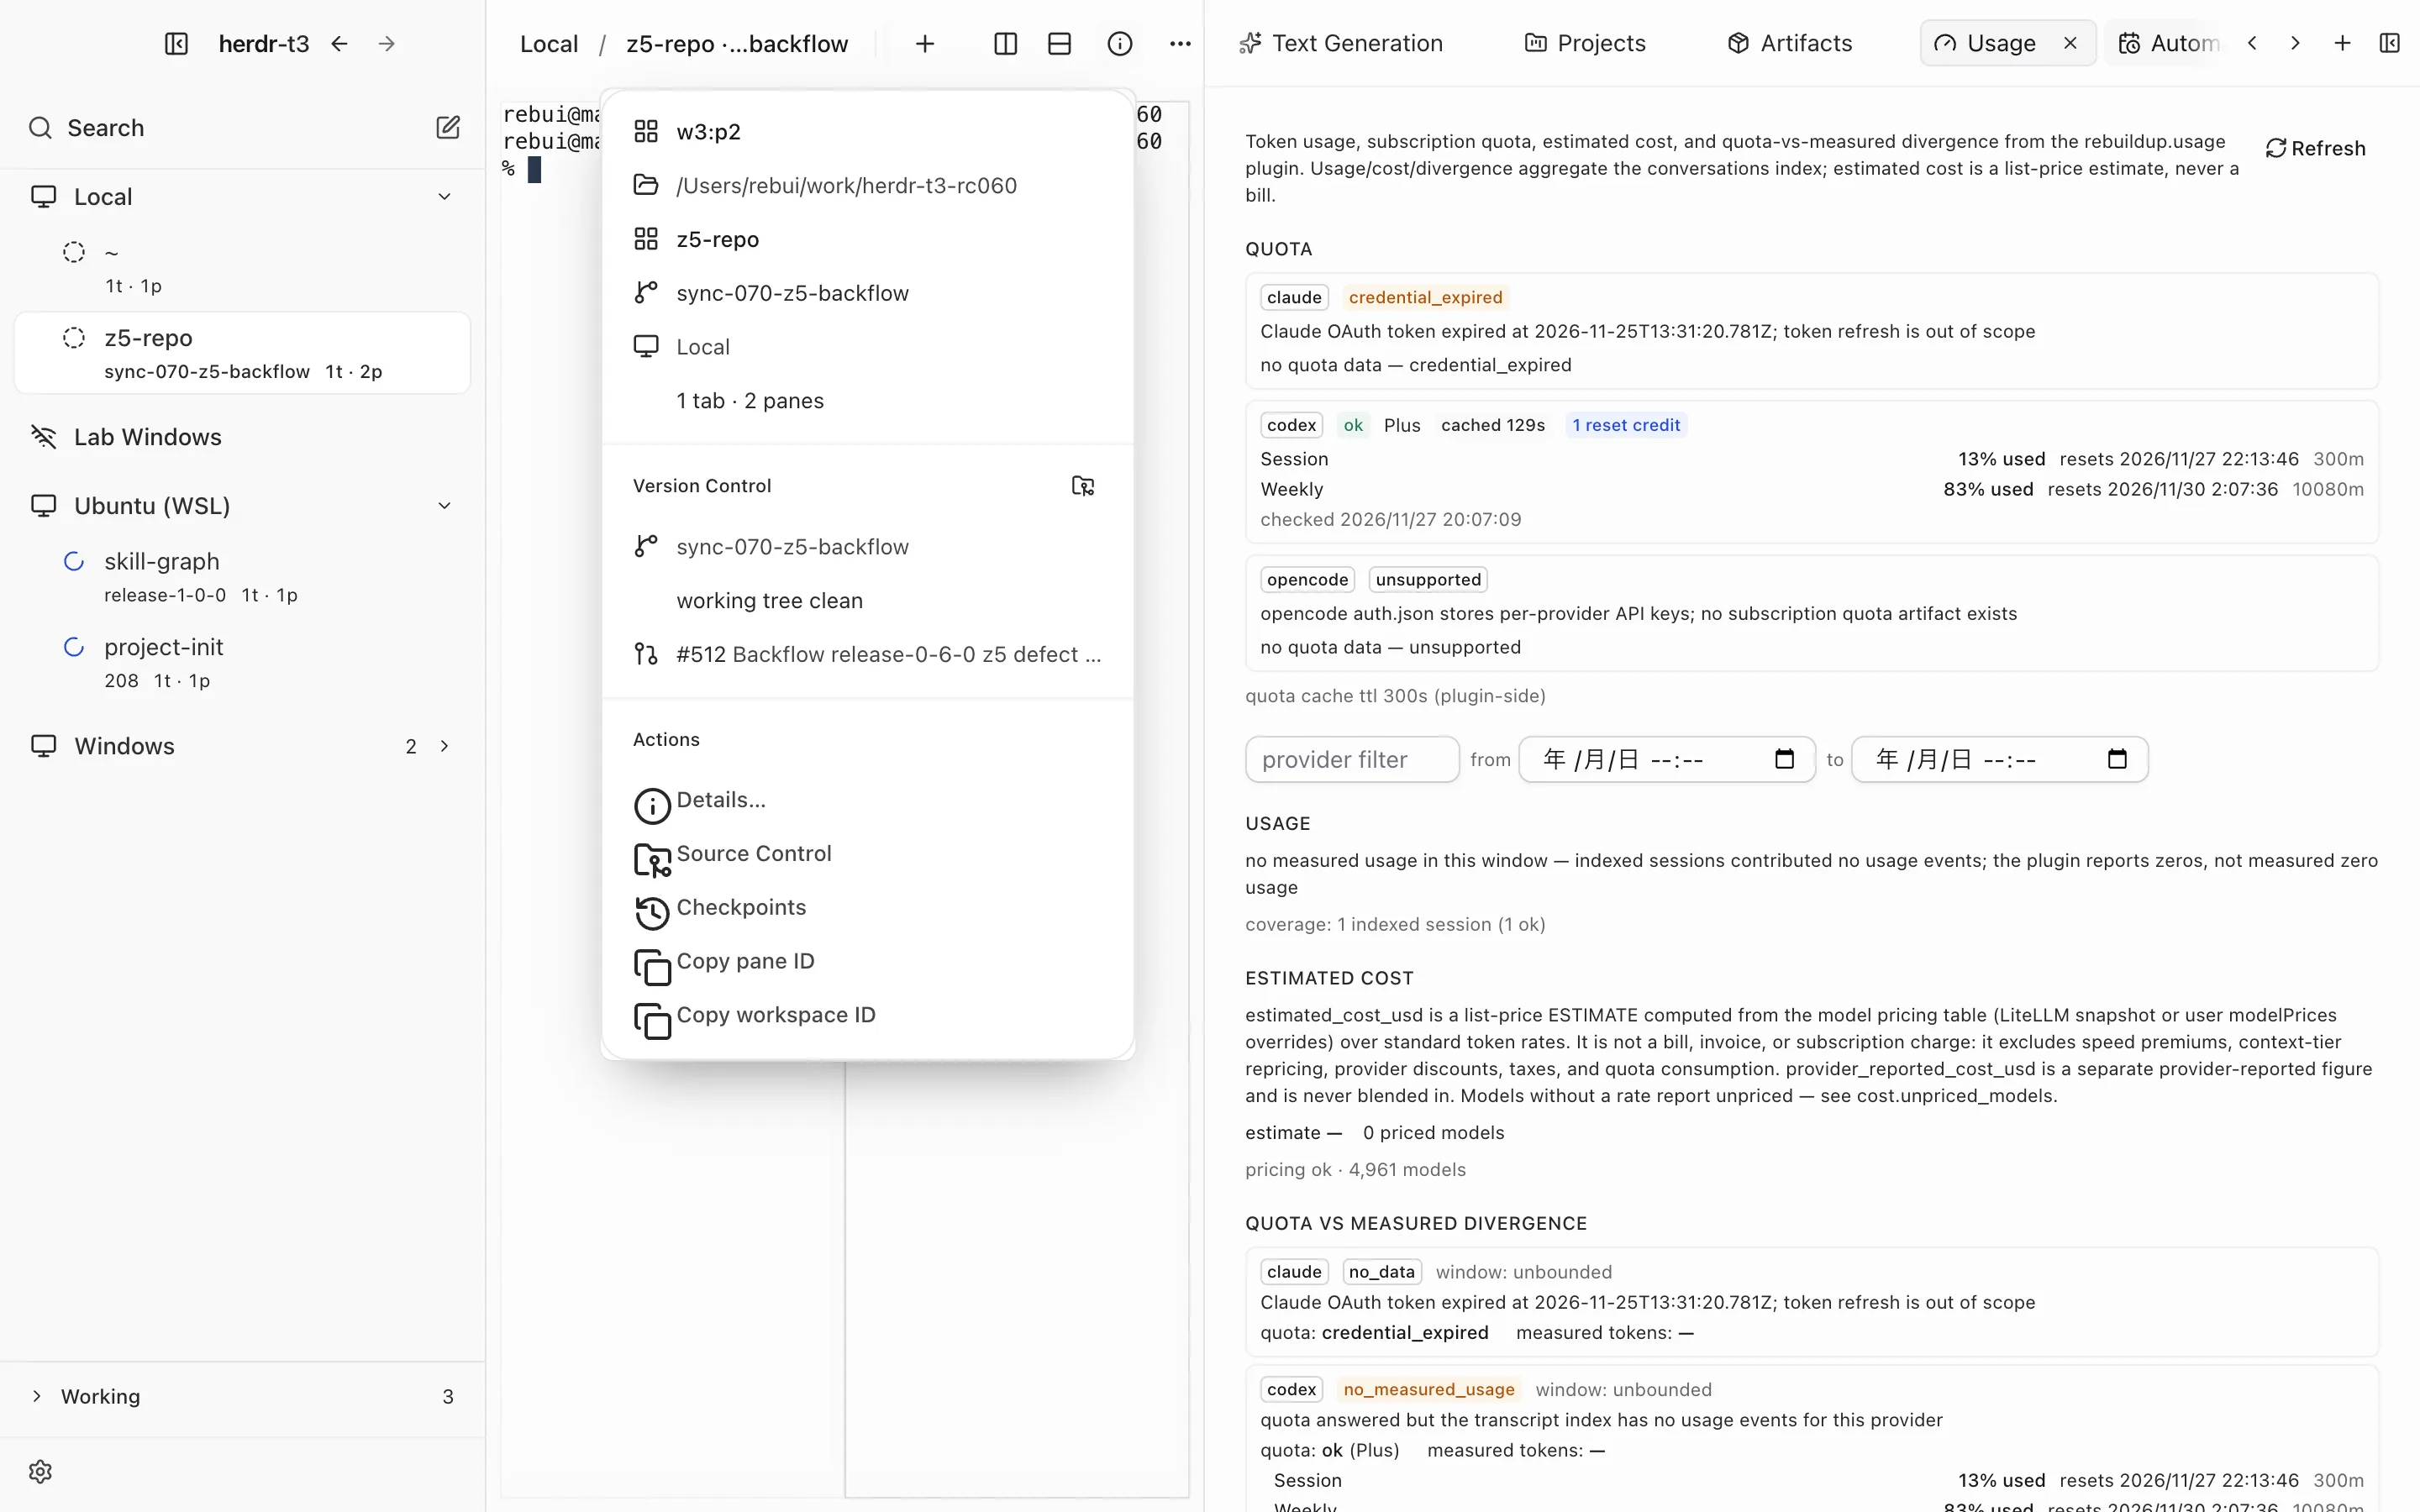 herdr-t3
Search
Local
~
1t · 1p
z5-repo
sync-070-z5-backflow 1t · 2p
Lab Windows
Ubuntu (WSL)
skill-graph
release-1-0-0 1t · 1p
project-init
208 1t · 1p
Windows 2
Working 3
Local / z5-repo ·...backflow
rebui@ma 60
rebui@ma 60
%
w3:p2
/Users/rebui/work/herdr-t3-rc060
z5-repo
sync-070-z5-backflow
Local
1 tab · 2 panes
Version Control
sync-070-z5-backflow
working tree clean
#512 Backflow release-0-6-0 z5 defect ...
Actions
Details...
Source Control
Checkpoints
Copy pane ID
Copy workspace ID
Text Generation Projects Artifacts Usage Autom
Token usage, subscription quota, estimated cost, and quota-vs-measured divergence from the rebuildup.usage
plugin. Usage/cost/divergence aggregate the conversations index; estimated cost is a list-price estimate, never a
bill.
Refresh
QUOTA
claude credential_expired
Claude OAuth token expired at 2026-11-25T13:31:20.781Z; token refresh is out of scope
no quota data — credential_expired
codex ok Plus cached 129s 1 reset credit
Session 13% used resets 2026/11/27 22:13:46 300m
Weekly 83% used resets 2026/11/30 2:07:36 10080m
checked 2026/11/27 20:07:09
opencode unsupported
opencode auth.json stores per-provider API keys; no subscription quota artifact exists
no quota data — unsupported
quota cache ttl 300s (plugin-side)
provider filter from 年 /月/日 --:-- to 年 /月/日 --:--
USAGE
no measured usage in this window — indexed sessions contributed no usage events; the plugin reports zeros, not measured zero
usage
coverage: 1 indexed session (1 ok)
ESTIMATED COST
estimated_cost_usd is a list-price ESTIMATE computed from the model pricing table (LiteLLM snapshot or user modelPrices
overrides) over standard token rates. It is not a bill, invoice, or subscription charge: it excludes speed premiums, context-tier
repricing, provider discounts, taxes, and quota consumption. provider_reported_cost_usd is a separate provider-reported figure
and is never blended in. Models without a rate report unpriced — see cost.unpriced_models.
estimate — 0 priced models
pricing ok · 4,961 models
QUOTA VS MEASURED DIVERGENCE
claude no_data window: unbounded
Claude OAuth token expired at 2026-11-25T13:31:20.781Z; token refresh is out of scope
quota: credential_expired measured tokens: —
codex no_measured_usage window: unbounded
quota answered but the transcript index has no usage events for this provider
quota: ok (Plus) measured tokens: —
Session 13% used resets 2026/11/27 22:13:46 300m
Weekly 83% used resets 2026/11/30 2:07:36 10080m